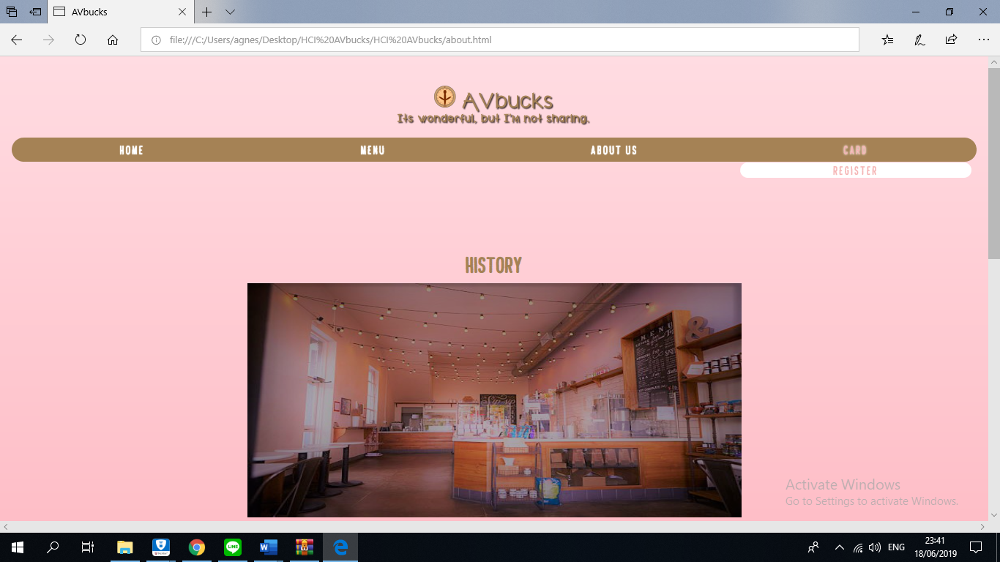 AVbucks
file:///C:/Users/agnes/Desktop/HCI%20AVbucks/HCI%20AVbucks/about.html
AVbucks
Its wonderful, but I'm not sharing.
HOME MENU ABOUT US CARD
REGISTER
HISTORY
MENU
&
Activate Windows
Go to Settings to activate Windows.
ENG
23:41
18/06/2019